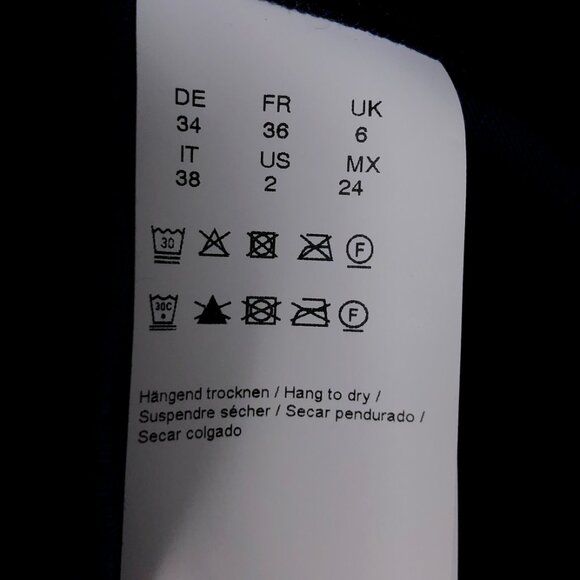 DE FR UK
34 36 6
IT US MX
38 2 24
30 F
30C F
Hängend trocknen / Hang to dry /
Suspendre sécher / Secar pendurado /
Secar colgado